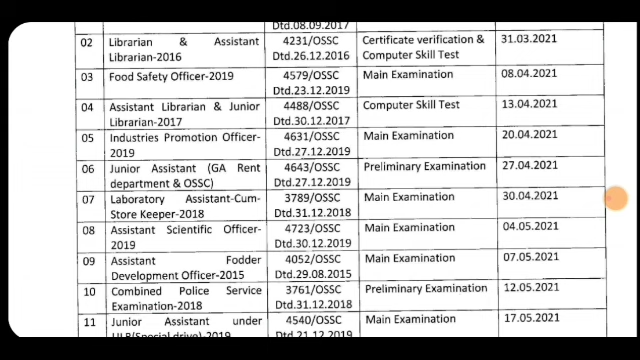 Dtd.08.09.2017
02 Librarian & Assistant Librarian-2016 4231/OSSC Dtd.26.12.2016 Certificate verification & Computer Skill Test 31.03.2021
03 Food Safety Officer-2019 4579/OSSC Dtd.23.12.2019 Main Examination 08.04.2021
04 Assistant Librarian & Junior Librarian-2017 4488/OSSC Dtd.30.12.2017 Computer Skill Test 13.04.2021
05 Industries Promotion Officer-2019 4631/OSSC Dtd.27.12.2019 Main Examination 20.04.2021
06 Junior Assistant (GA Rent department & OSSC) 4643/OSSC Dtd.27.12.2019 Preliminary Examination 27.04.2021
07 Laboratory Assistant-Cum-Store Keeper-2018 3789/OSSC Dtd.31.12.2018 Main Examination 30.04.2021
08 Assistant Scientific Officer-2019 4723/OSSC Dtd.30.12.2019 Main Examination 04.05.2021
09 Assistant Fodder Development Officer-2015 4052/OSSC Dtd.29.08.2015 Main Examination 07.05.2021
10 Combined Police Service Examination-2018 3761/OSSC Dtd.31.12.2018 Preliminary Examination 12.05.2021
11 Junior Assistant under ULB(Special drive)-2019 4540/OSSC Dtd.21.12.2019 Main Examination 17.05.2021